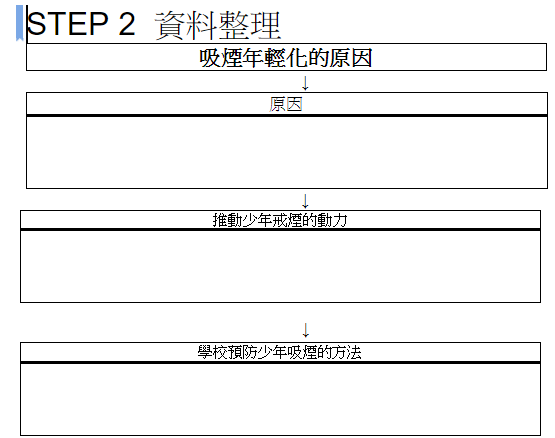 STEP 2 資料整理
吸煙年輕化的原因
↓
原因
↓
推動少年戒煙的動力
↓
學校預防少年吸煙的方法